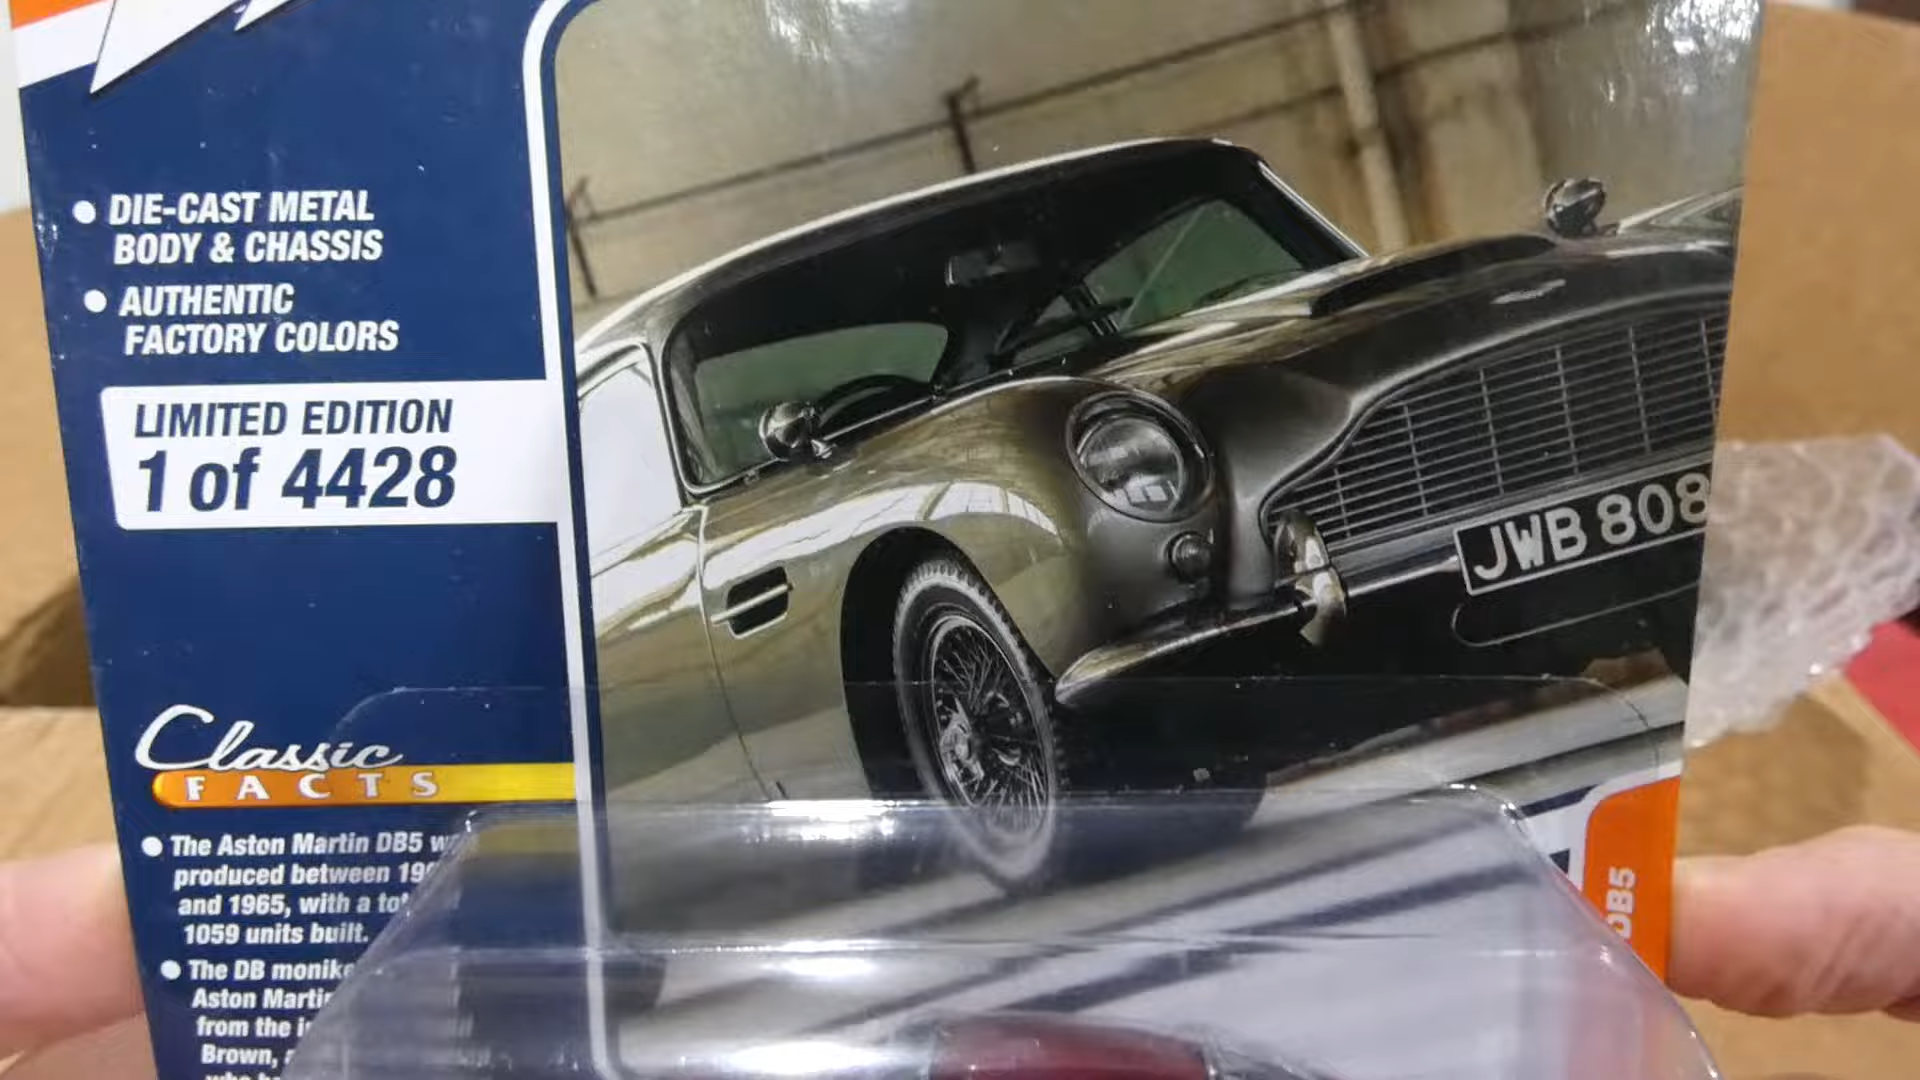 DIE-CAST METAL
BODY & CHASSIS
AUTHENTIC
FACTORY COLORS
LIMITED EDITION
1 of 4428
Classic
FACTS
The Aston Martin DB5
produced between
and 1965, with a
1059 units built.
The DB
Aston
from the
Brown,
JWB 808
DB5